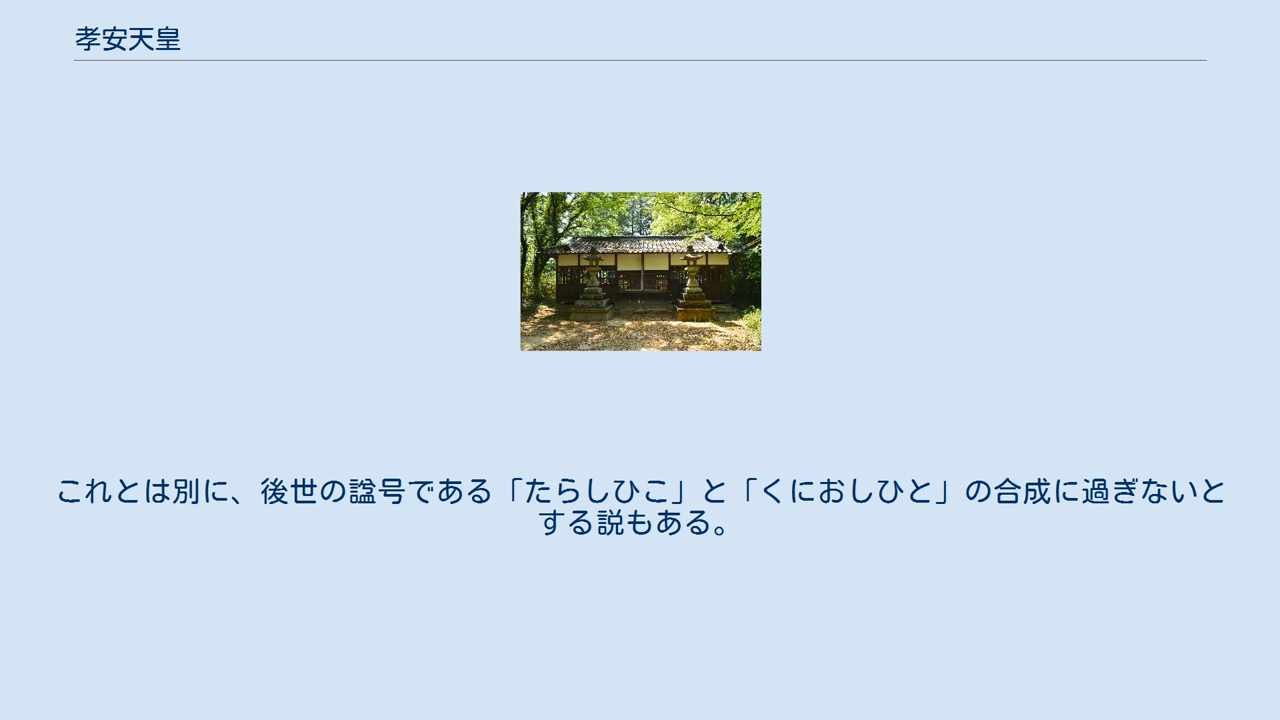 孝安天皇
これとは別に、後世の諡号である「たらしひこ」と「くにおしひと」の合成に過ぎないと
する説もある。